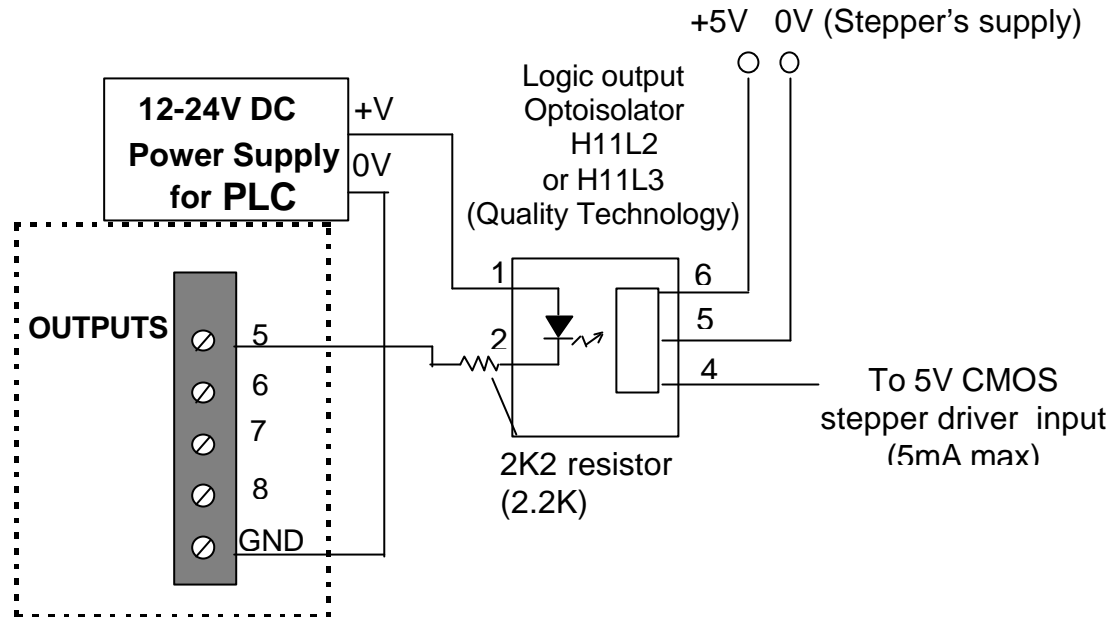 +5V 0V (Stepper's supply)
Logic output
Optoisolator
H11L2
or H11L3
(Quality Technology)
12-24V DC
Power Supply
for PLC
+V
0V
OUTPUTS
5
6
7
8
GND
1
2
6
5
4
2K2 resistor
(2.2K)
To 5V CMOS
stepper driver input
(5mA max)